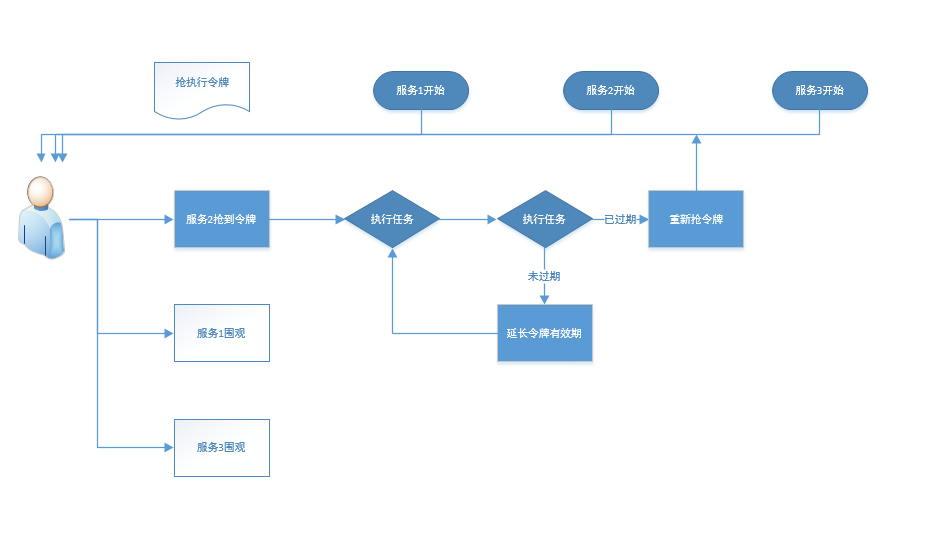 抢执行令牌
服务1开始
服务2开始
服务3开始
服务2抢到令牌
执行任务
执行任务
已过期
重新抢令牌
未过期
服务1围观
延长令牌有效期
服务3围观